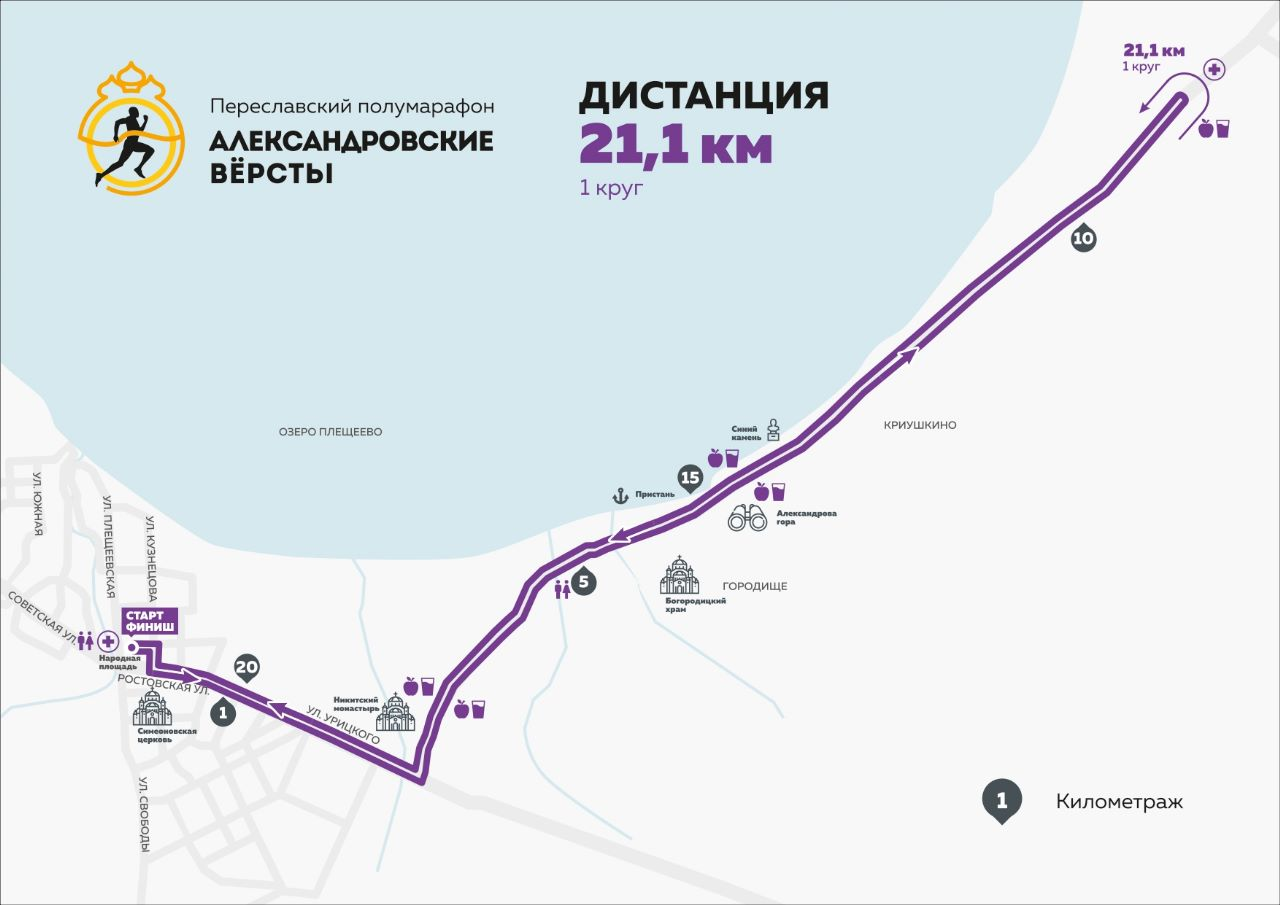 Переславский полумарафон
АЛЕКСАНДРОВСКИЕ
ВЁРСТЫ
ДИСТАНЦИЯ
21,1 км
1 круг
21,1 км
1 круг
10
ОЗЕРО ПЛЕЩЕЕВО
КРИУШКИНО
Синий
камень
15
Пристань
Александрова
гора
5
ГОРОДИЩЕ
Богородицкий
храм
УЛ. ЮЖНАЯ
УЛ. ПЛЕЩЕЕВСКАЯ
УЛ. КУЗНЕЦОВА
СОВЕТСКАЯ УЛ.
СТАРТ
ФИНИШ
Народная
площадь
РОСТОВСКАЯ УЛ.
20
1
Симеоновская
церковь
Никитский
монастырь
УЛ. УРИЦКОГО
УЛ. СВОБОДЫ
1
Километраж